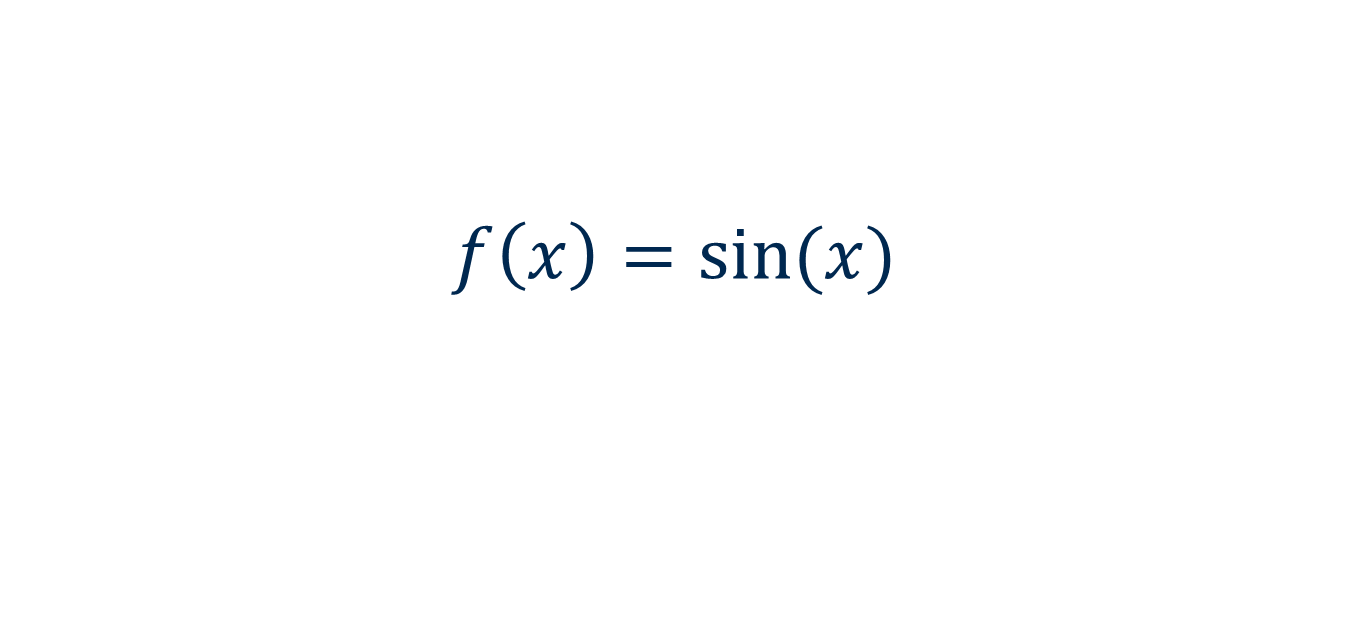 f(x) = sin(x)